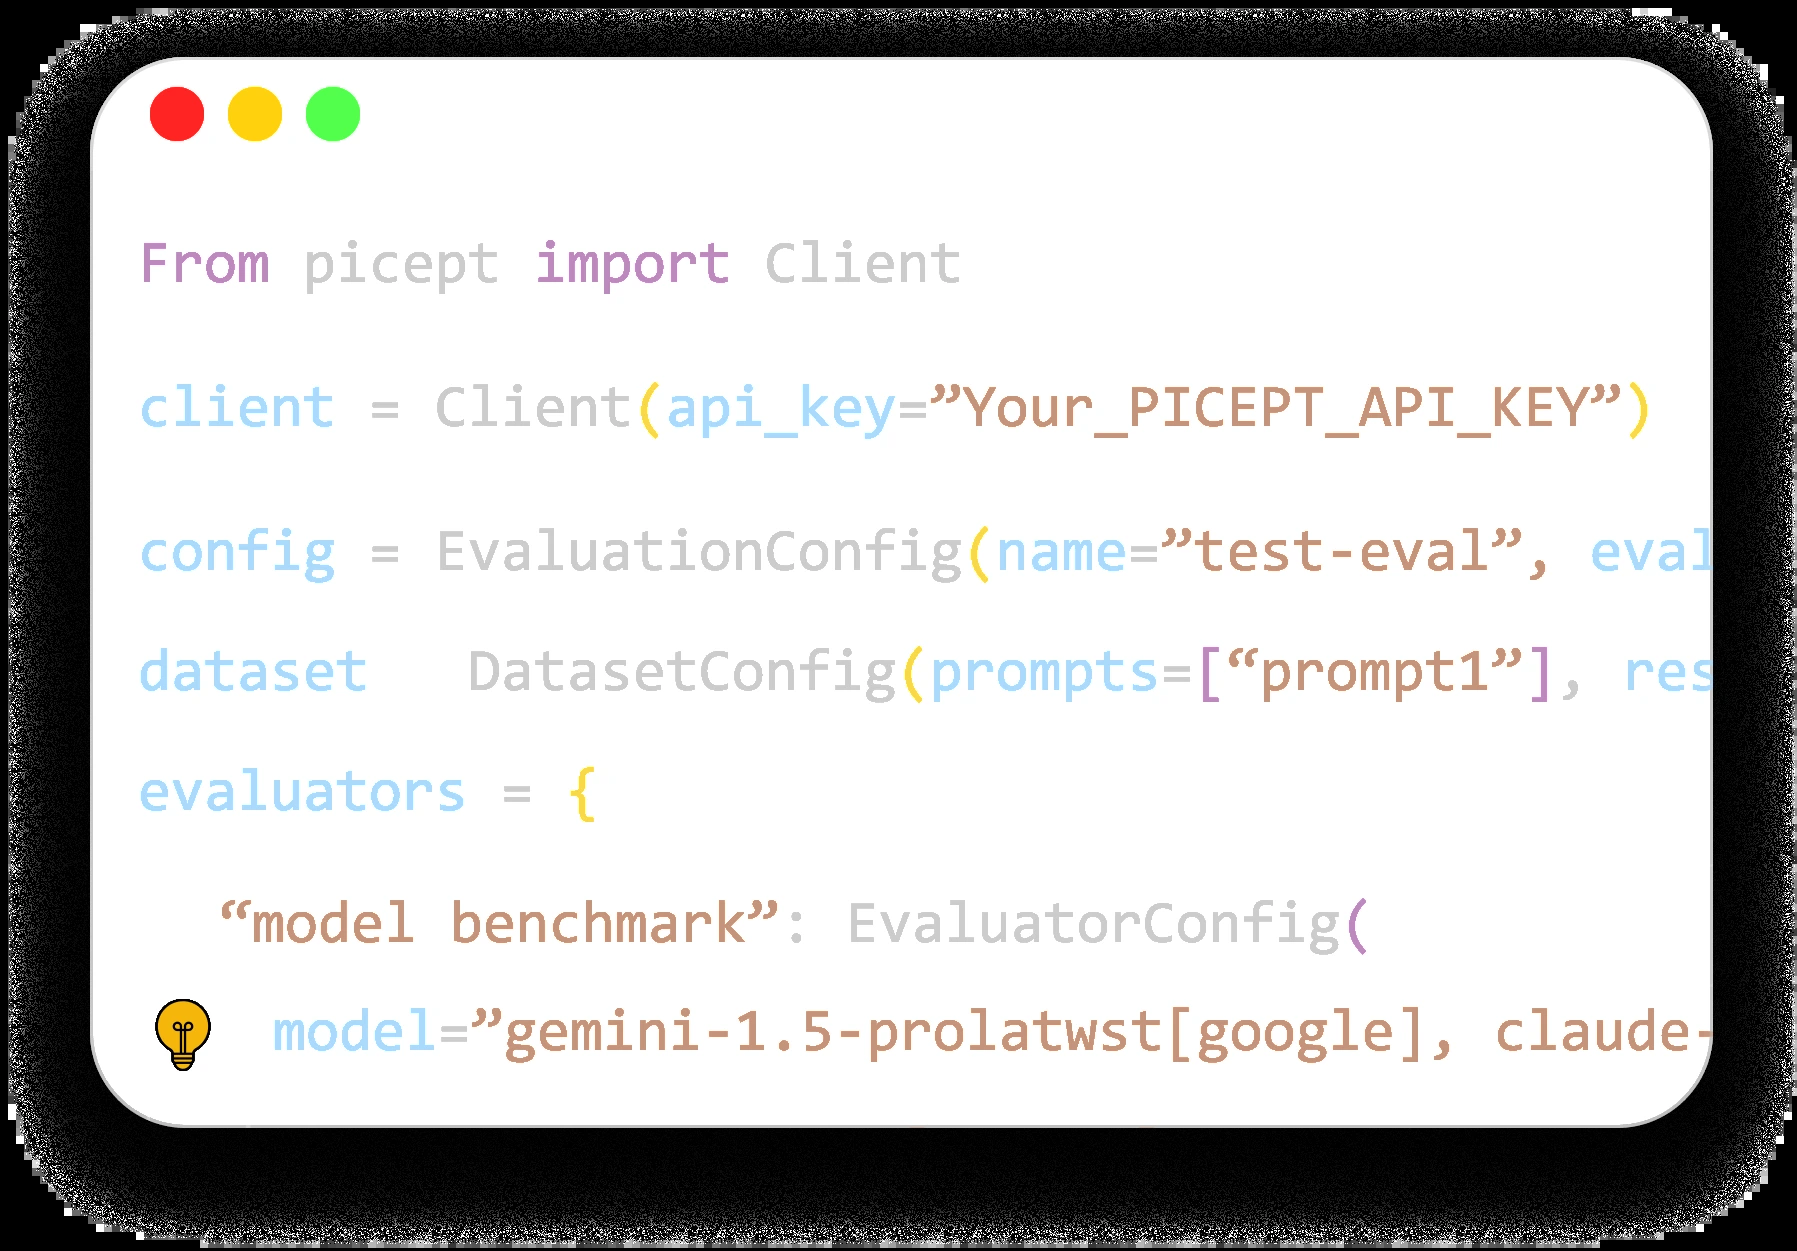 From picept import Client
client = Client(api_key=”Your_PICEPT_API_KEY”)
config = EvaluationConfig(name=”test-eval”, eval
dataset DatasetConfig(prompts=[“prompt1”], res
evaluators = {
“model benchmark”: EvaluatorConfig(
model=”gemini-1.5-prolatwst[google], claude-